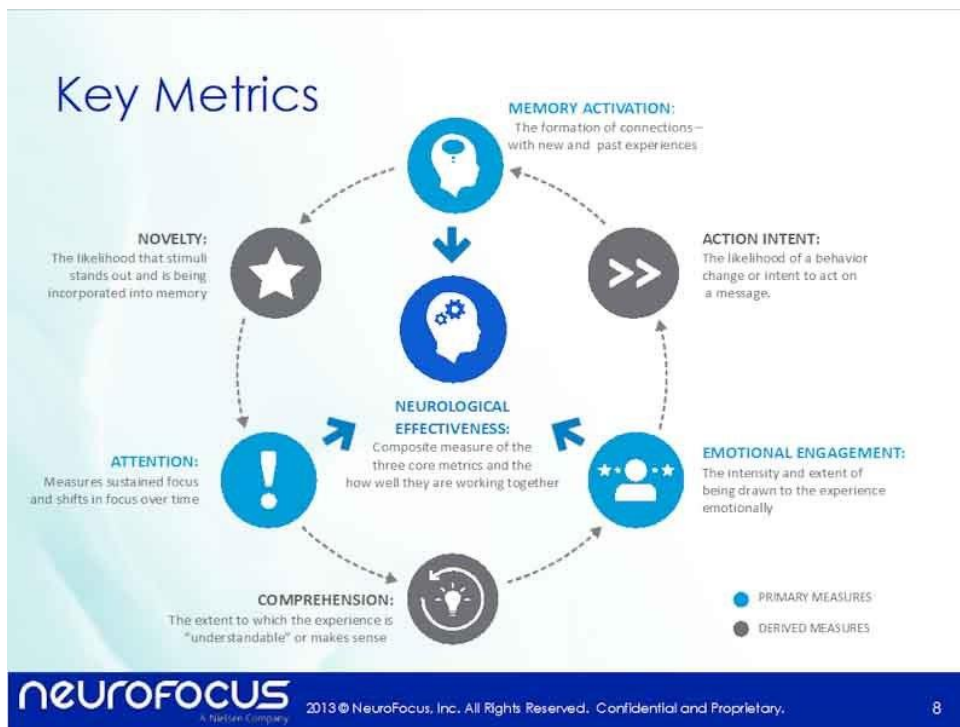 Key Metrics
MEMORY ACTIVATION:
The formation of connections –
with new and past experiences
NOVELTY:
The likelihood that stimuli
stands out and is being
incorporated into memory
ACTION INTENT:
The likelihood of a behavior
change or intent to act on
a message.
NEUROLOGICAL
EFFECTIVENESS:
Composite measure of the
three core metrics and the
how well they are working together
ATTENTION:
Measures sustained focus
and shifts in focus over time
EMOTIONAL ENGAGEMENT:
The intensity and extent of
being drawn to the experience
emotionally
COMPREHENSION:
The extent to which the experience is
"understandable" or makes sense
PRIMARY MEASURES
DERIVED MEASURES
neurofocus
A Nielsen Company
2013 © NeuroFocus, Inc. All Rights Reserved. Confidential and Proprietary.
8